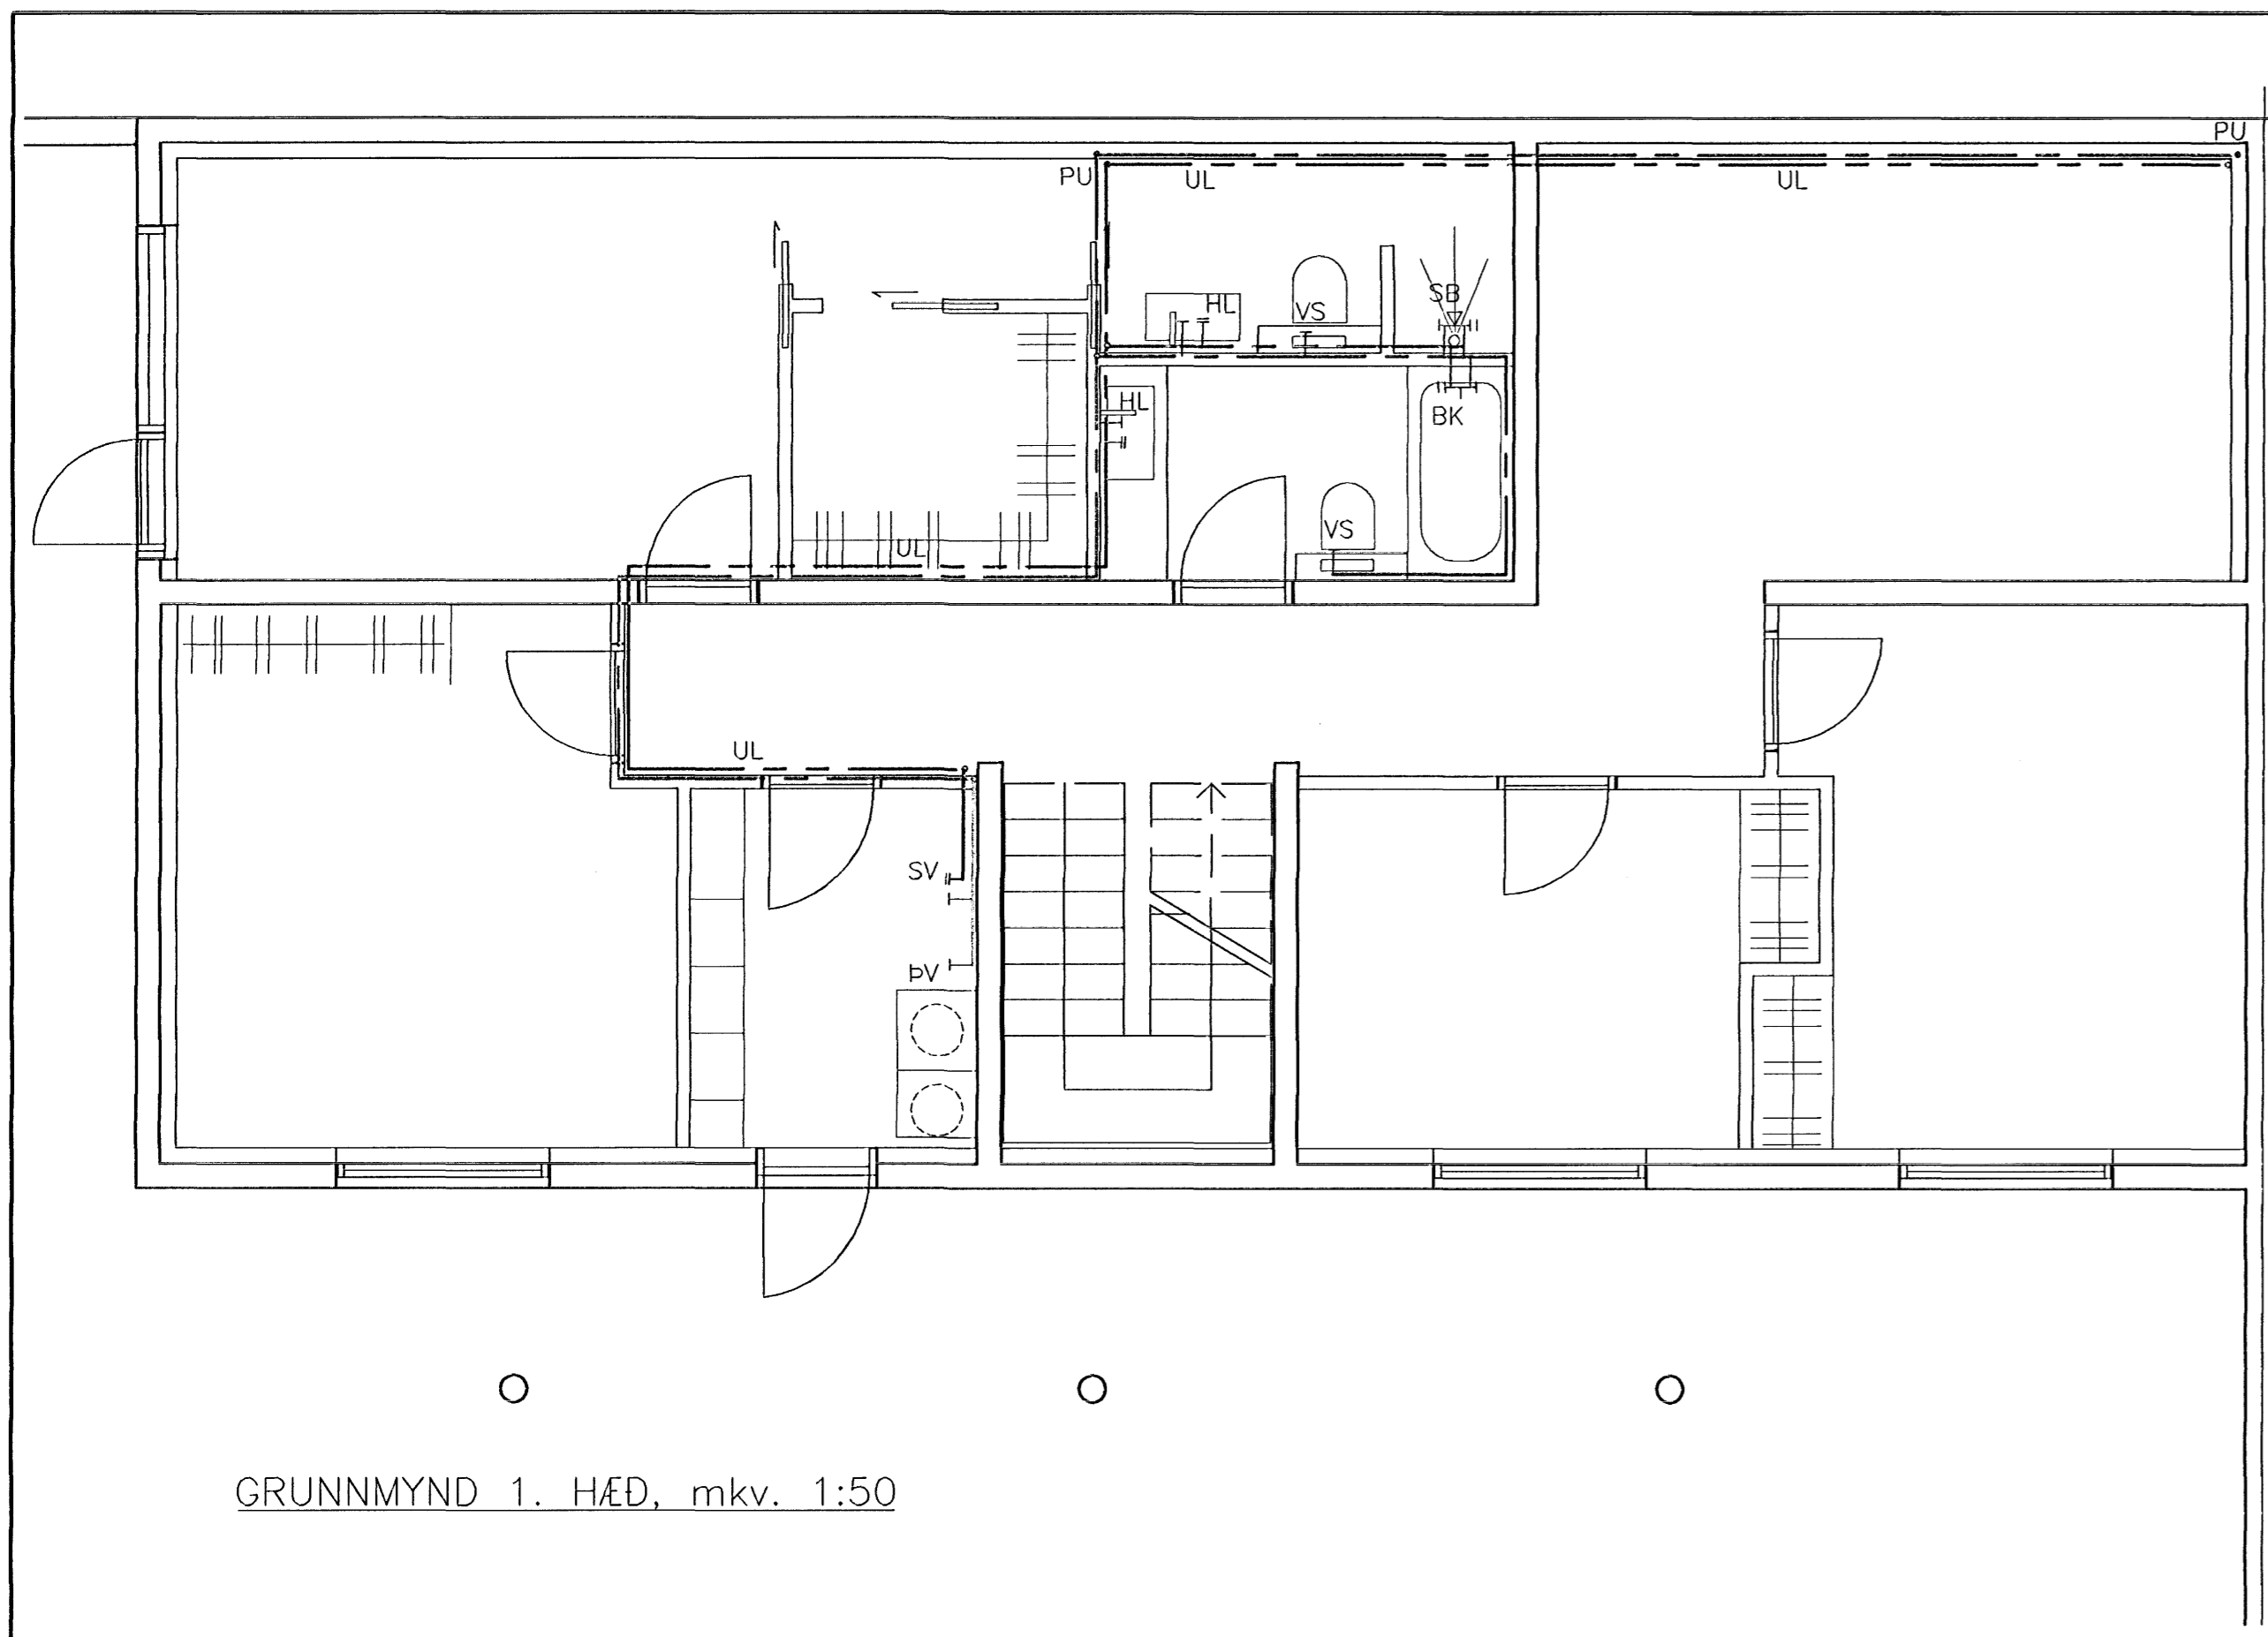 PU
PU
UL
UL
SB
HL
VS
HL
BK
VS
UL
UL
SV
ÞV
GRUNNMYND 1. HÆÐ, mkv. 1:50